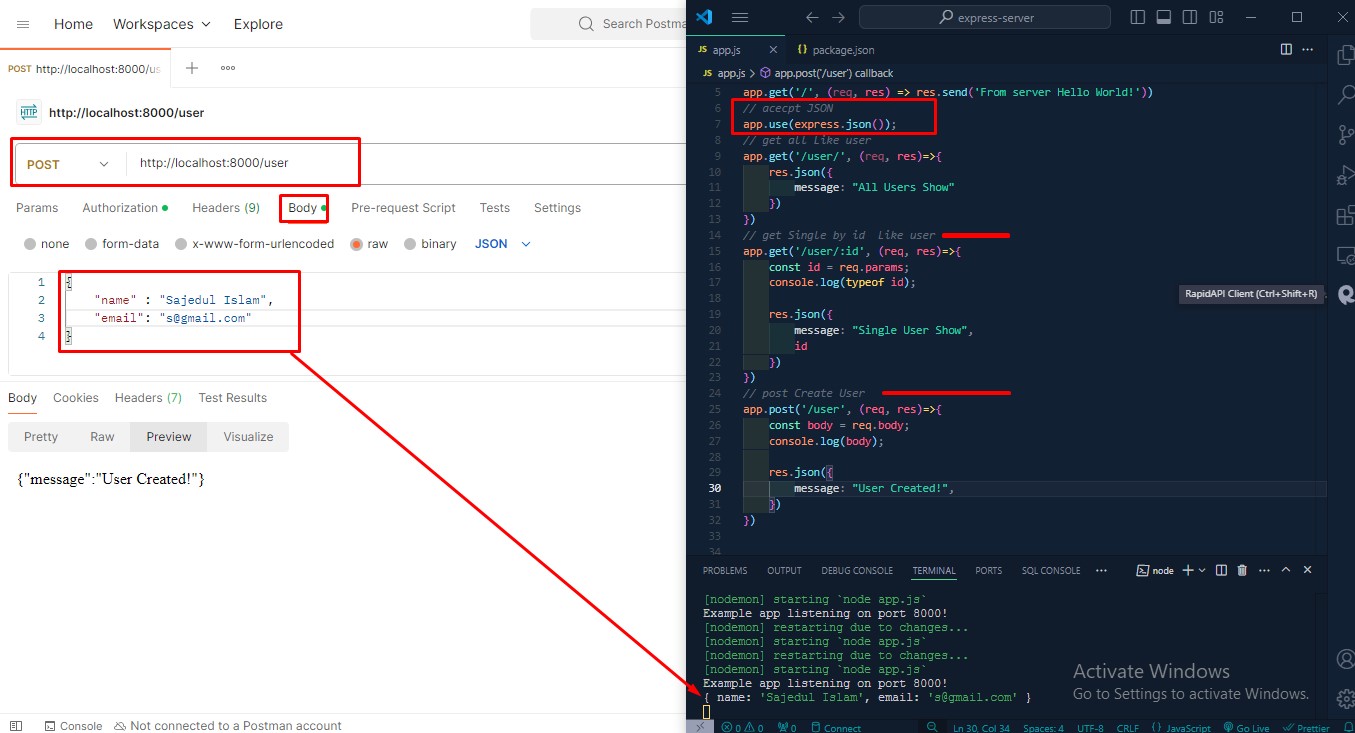 Home Workspaces Explore Search Postma
POST http://localhost:8000/us
HTTP http://localhost:8000/user
POST http://localhost:8000/user
Params Authorization Headers (9) Body Pre-request Script Tests Settings
none form-data x-www-form-urlencoded raw binary JSON
1 {
2 "name" : "Sajedul Islam",
3 "email": "s@gmail.com"
4 }
Body Cookies Headers (7) Test Results
Pretty Raw Preview Visualize
{"message":"User Created!"}
Console Not connected to a Postman account
express-server
JS app.js {} package.json
JS app.js > app.post('/user') callback
5 app.get('/', (req, res) => res.send('From server Hello World!'))
6 // acecpt JSON
7 app.use(express.json());
8 // get all like user
9 app.get('/user/', (req, res)=>{
10 res.json({
11 message: "All Users Show"
12 })
13 })
14 // get Single by id  Like user
15 app.get('/user/:id', (req, res)=>{
16 const id = req.params;
17 console.log(typeof id);
18
19 res.json({
20 message: "Single User Show",
21 id
22 })
23 })
24 // post Create User
25 app.post('/user', (req, res)=>{
26 const body = req.body;
27 console.log(body);
28
29 res.json({
30 message: "User Created!",
31 })
32 })
33
34
RapidAPI Client (Ctrl+Shift+R)
PROBLEMS OUTPUT DEBUG CONSOLE TERMINAL PORTS SQL CONSOLE node
[nodemon] starting `node app.js`
Example app listening on port 8000!
[nodemon] restarting due to changes...
[nodemon] starting `node app.js`
[nodemon] restarting due to changes...
[nodemon] starting `node app.js`
Example app listening on port 8000!
{ name: 'Sajedul Islam', email: 's@gmail.com' }
Activate Windows
Go to Settings to activate Windows.
0 0 0 Connect Ln 30, Col 34 Spaces: 4 UTF-8 CRLF {} JavaScript Go Live Prettier